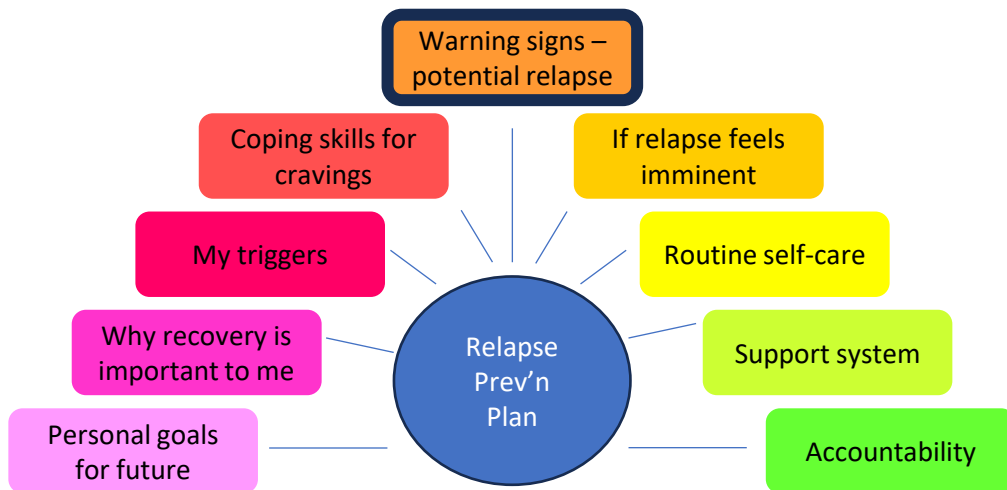 Warning signs –
potential relapse
Coping skills for
cravings
If relapse feels
imminent
My triggers
Routine self-care
Why recovery is
important to me
Relapse
Prev’n
Plan
Support system
Personal goals
for future
Accountability